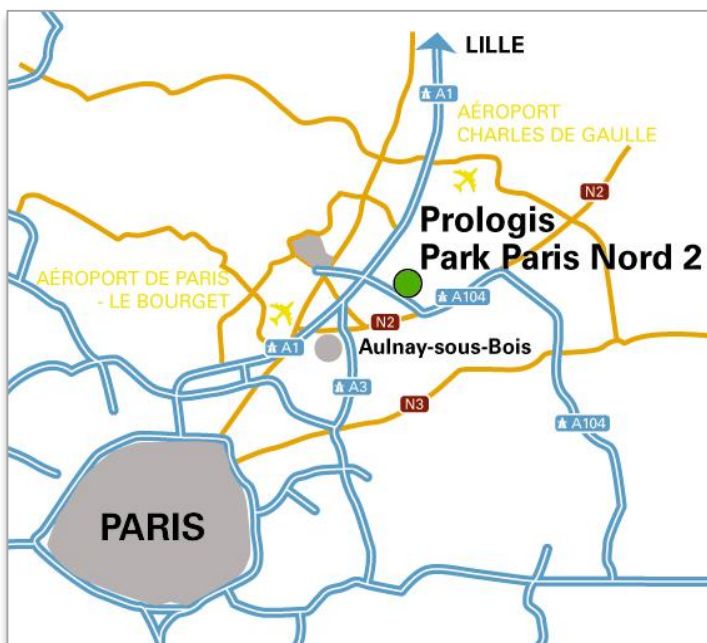 LILLE
A1
AÉROPORT
CHARLES DE GAULLE
N2
Prologis
Park Paris Nord 2
AÉROPORT DE PARIS
- LE BOURGET
A104
N2
A1
Aulnay-sous-Bois
A3
N3
A104
PARIS